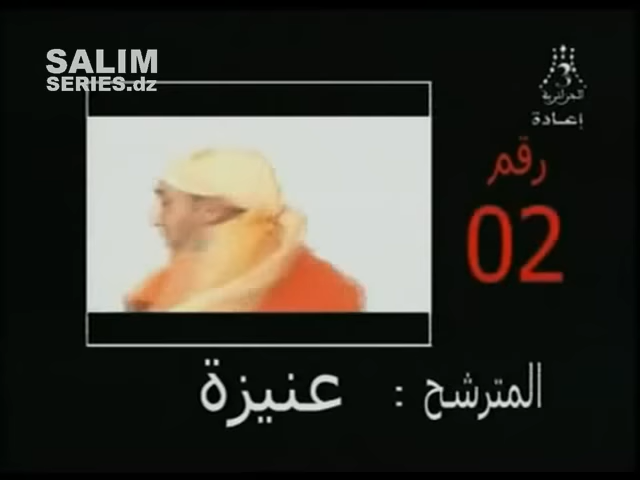 SALIM
SERIES.dz
3
الجزائرية
إعادة
رقم
02
المترشح : عنيزة